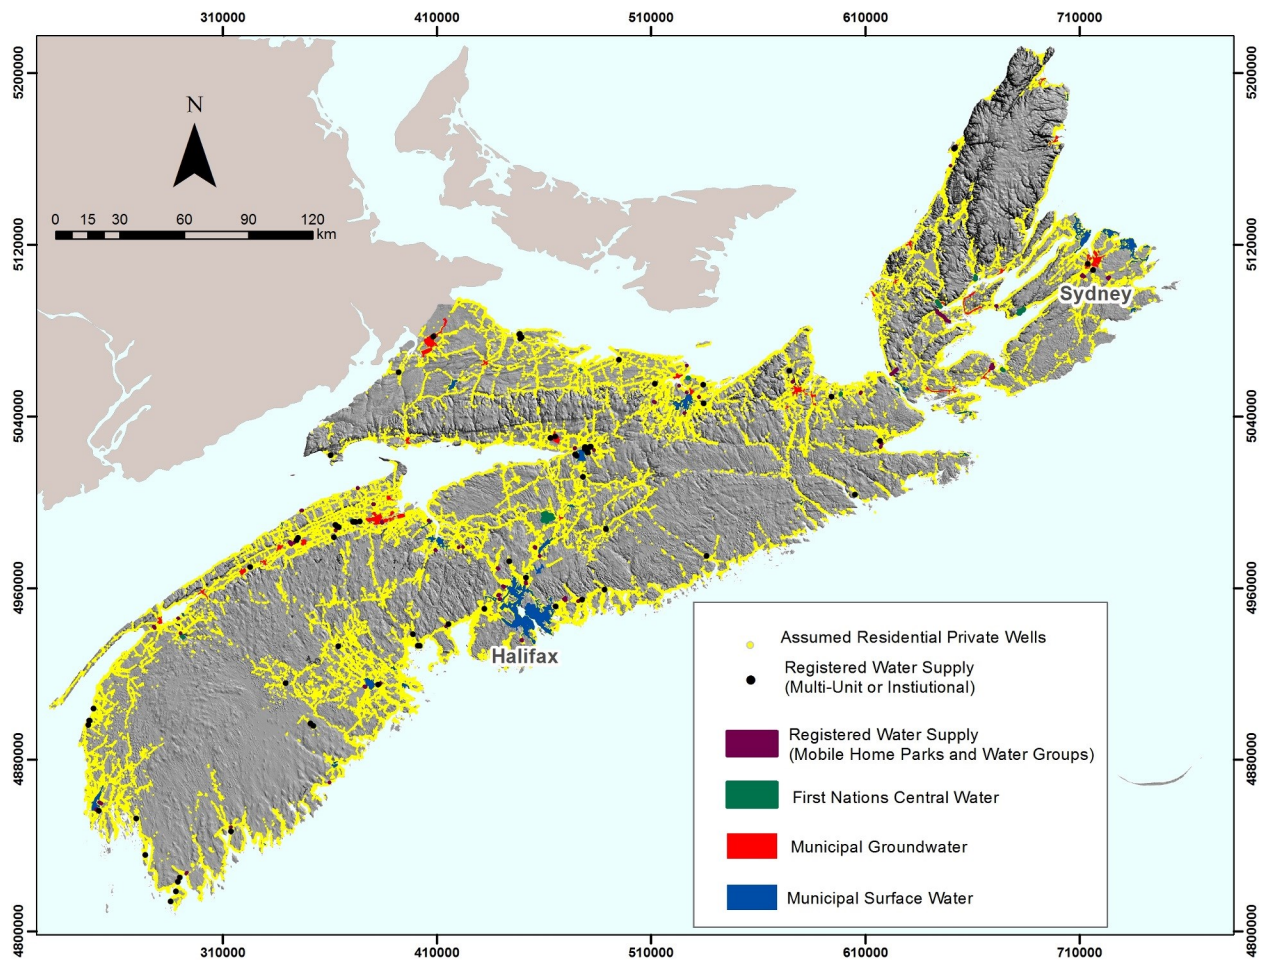 310000 410000 510000 610000 710000
5200000 5200000
N
0 15 30 60 90 120
km
5120000 5120000
Sydney
5040000 5040000
4960000 4960000
Halifax
Assumed Residential Private Wells
Registered Water Supply
(Multi-Unit or Instiutional)
Registered Water Supply
(Mobile Home Parks and Water Groups)
First Nations Central Water
Municipal Groundwater
Municipal Surface Water
4880000 4880000
4800000 4800000
310000 410000 510000 610000 710000